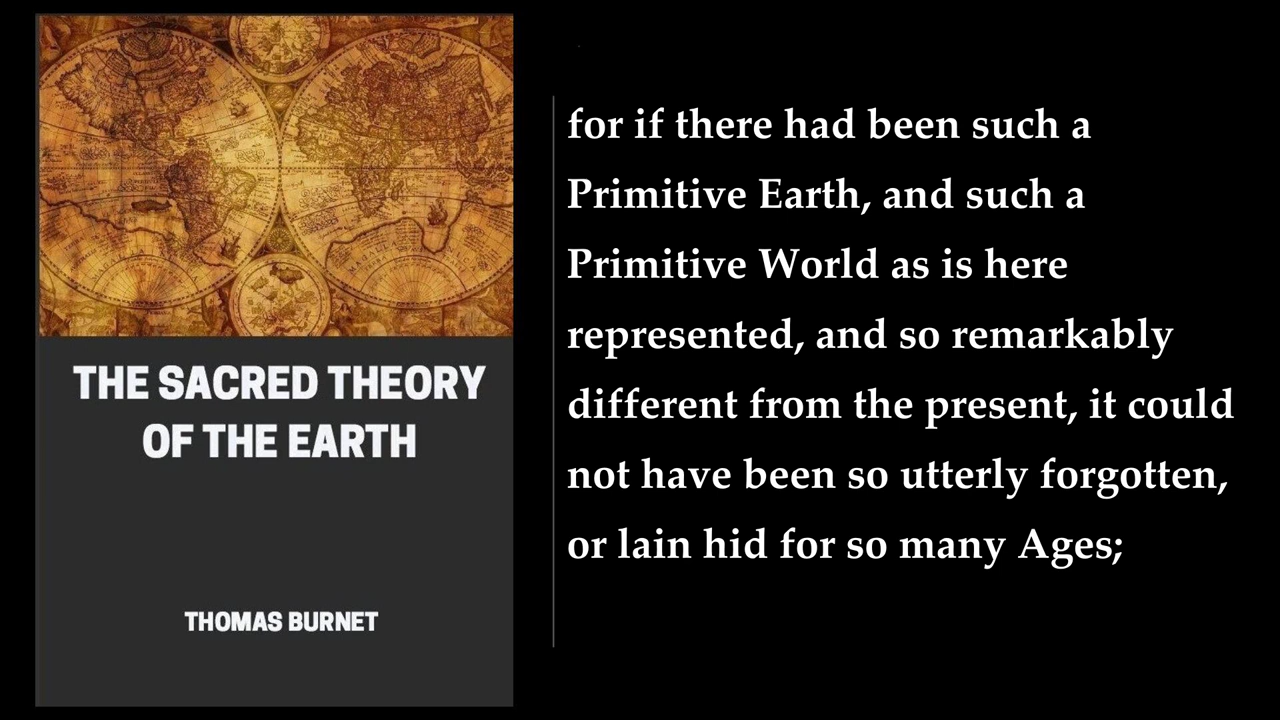 THE SACRED THEORY
OF THE EARTH
THOMAS BURNET
for if there had been such a
Primitive Earth, and such a
Primitive World as is here
represented, and so remarkably
different from the present, it could
not have been so utterly forgotten,
or lain hid for so many Ages;